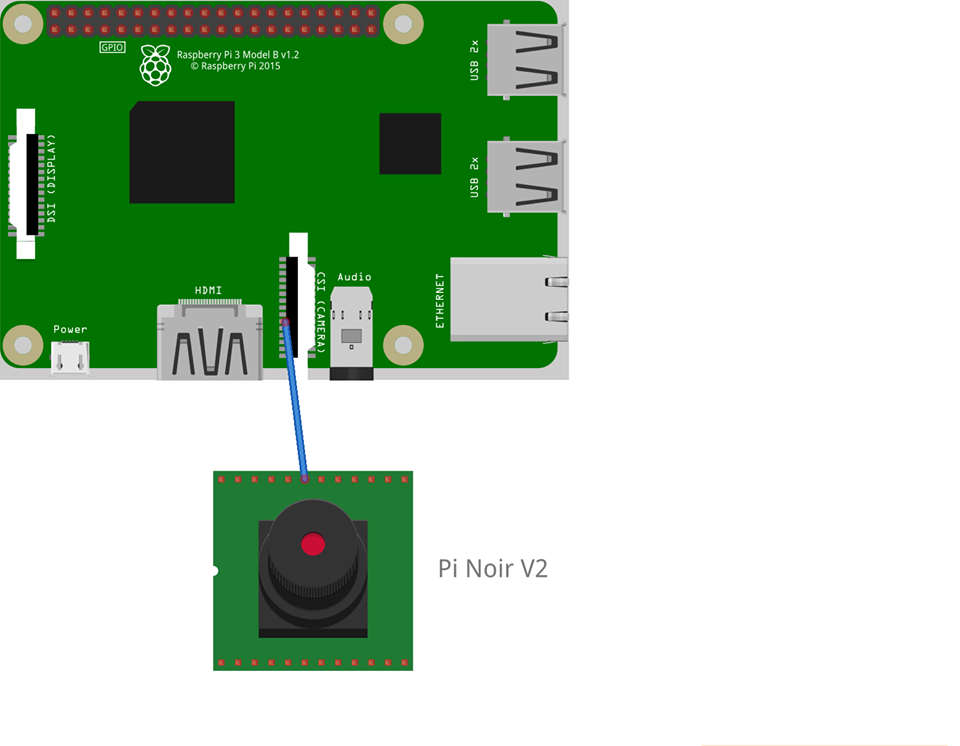 GPIO
Raspberry Pi 3 Model B v1.2
© Raspberry Pi 2015
USB 2x
DSI (DISPLAY)
USB 2x
HDMI
CSI (CAMERA)
Audio
ETHERNET
Power
Pi Noir V2